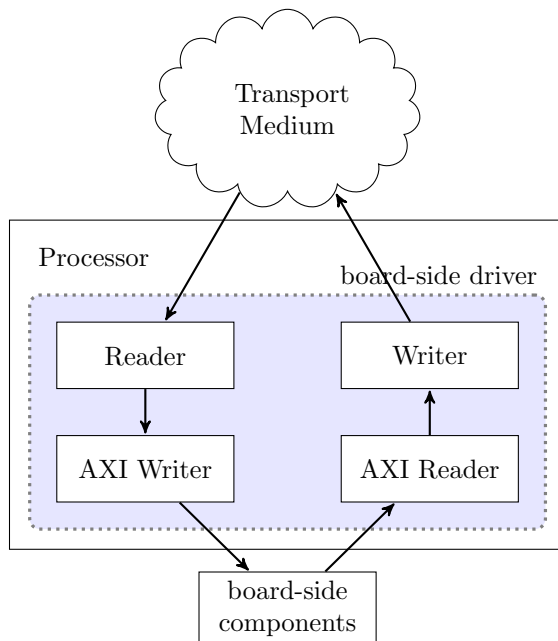 Transport
Medium
Processor
board-side driver
Reader
Writer
AXI Writer
AXI Reader
board-side
components